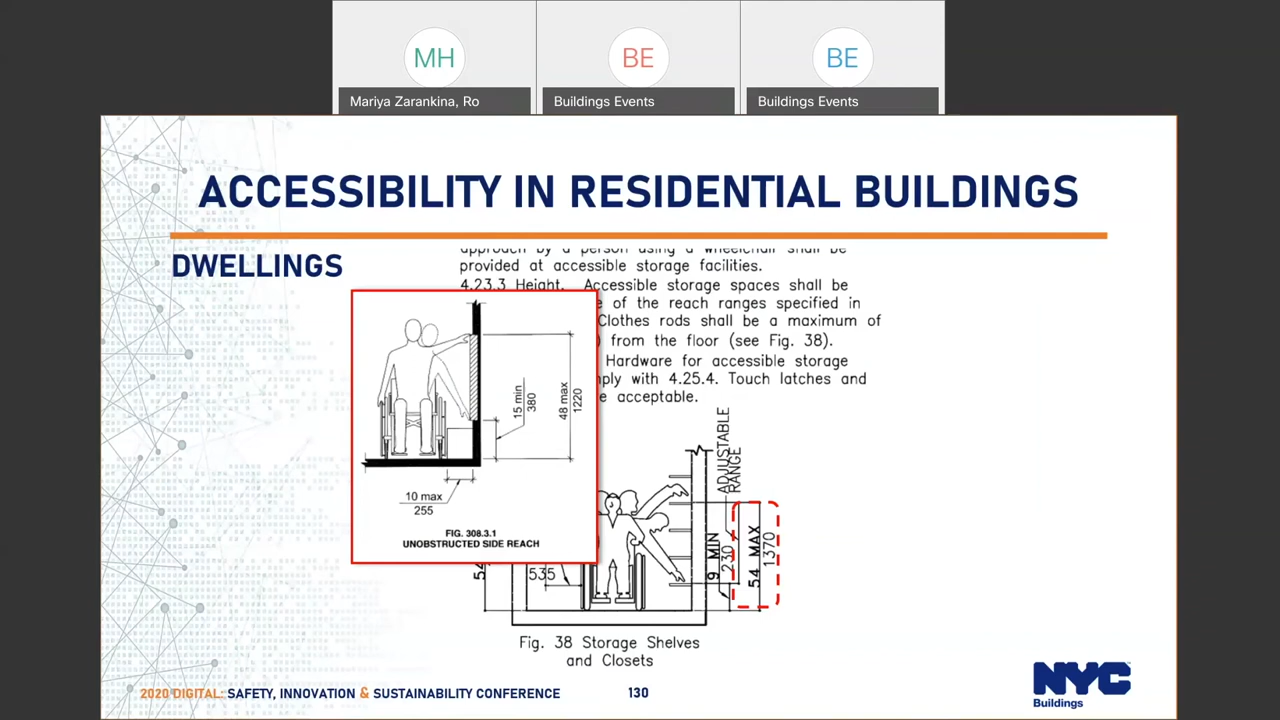 MH
BE
BE
Mariya Zarankina, Ro
Buildings Events
Buildings Events
ACCESSIBILITY IN RESIDENTIAL BUILDINGS
DWELLINGS
approach by a person using a wheelchair shall be
provided at accessible storage facilities.
4.2.3.3 Height. Accessible storage spaces shall be
e of the reach ranges specified in
Clothes rods shall be a maximum of
) from the floor (see Fig. 38).
Hardware for accessible storage
mply with 4.25.4. Touch latches and
e acceptable.
15 min
380
48 max
1220
10 max
255
FIG. 308.3.1
UNOBSTRUCTED SIDE REACH
ADJUSTABLE
RANGE
9 MIN
230
54 MAX
1370
54
535
Fig. 38 Storage Shelves
and Closets
2020 DIGITAL: SAFETY, INNOVATION & SUSTAINABILITY CONFERENCE
130
NYC
Buildings